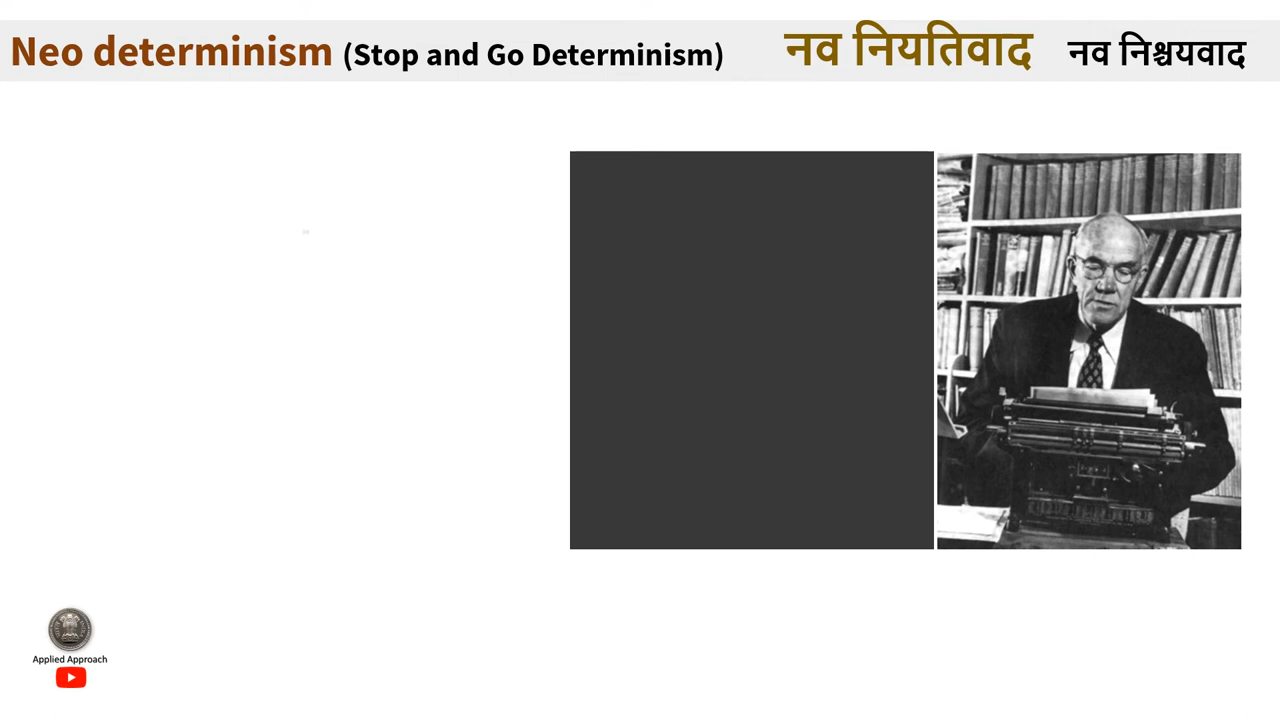 Neo determinism (Stop and Go Determinism) नव नियतिवाद नव निश्चयवाद
Applied Approach